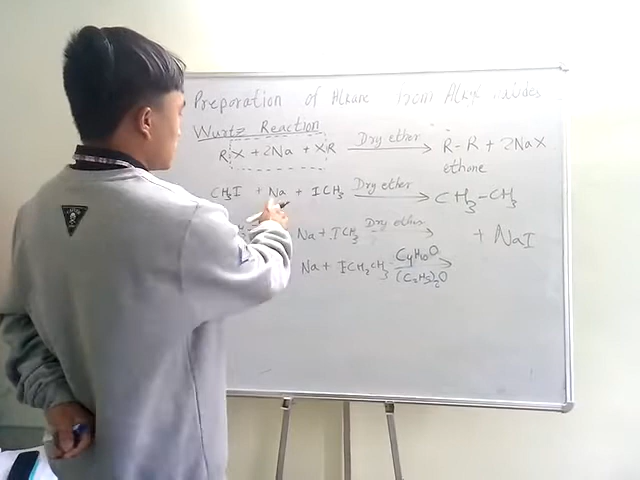 Preparation of Alkane from Alkyl
Wurtz Reaction
R X + 2Na + X R Dry ether R - R + 2NaX
ethane
CH3I + Na + ICH3 Dry ether CH3-CH3
Na + ICH3 Dry ether + NaI
Na + ICH2CH3 C4H10O
(C2H5)2O